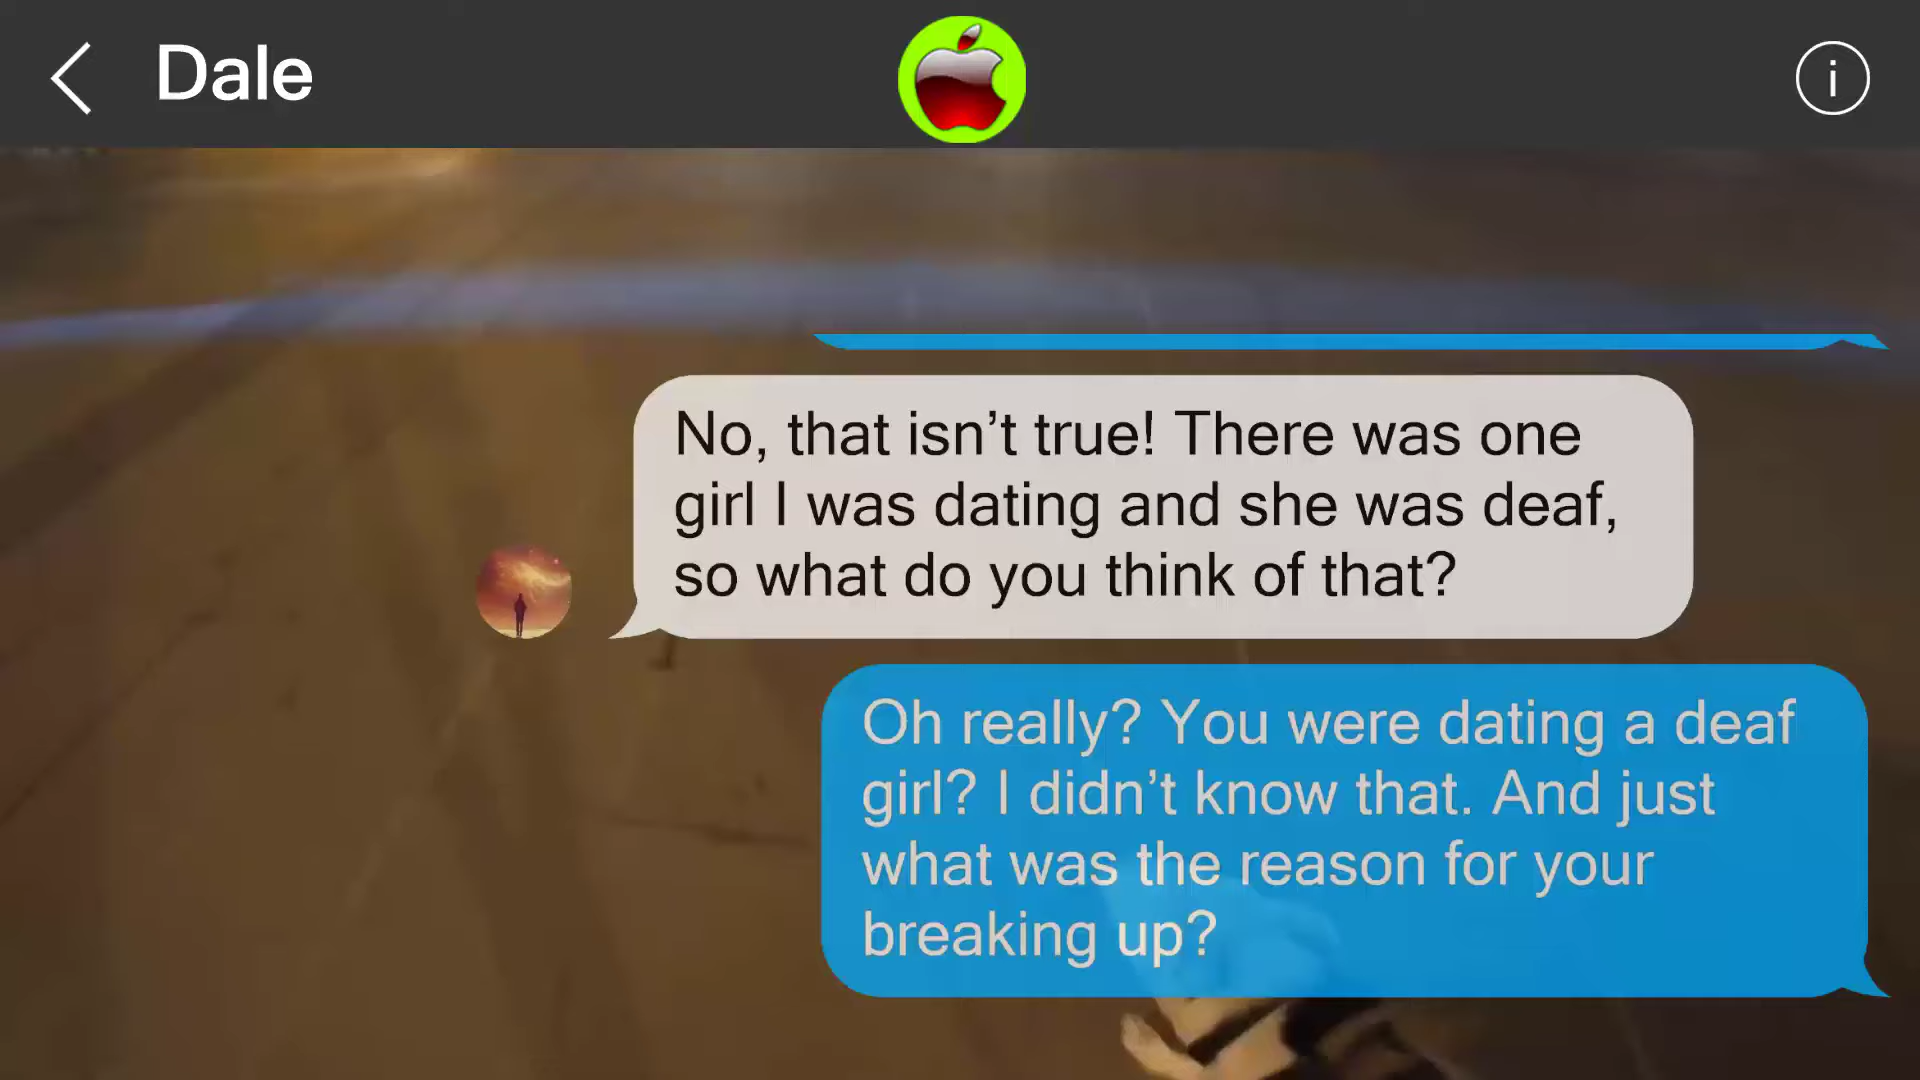 Dale
i
No, that isn’t true! There was one
girl I was dating and she was deaf,
so what do you think of that?
Oh really? You were dating a deaf
girl? I didn’t know that. And just
what was the reason for your
breaking up?